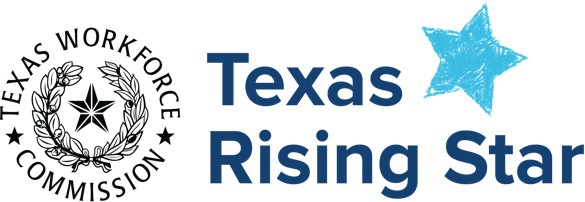 TEXAS WORKFORCE
COMMISSION
Texas
Rising Star